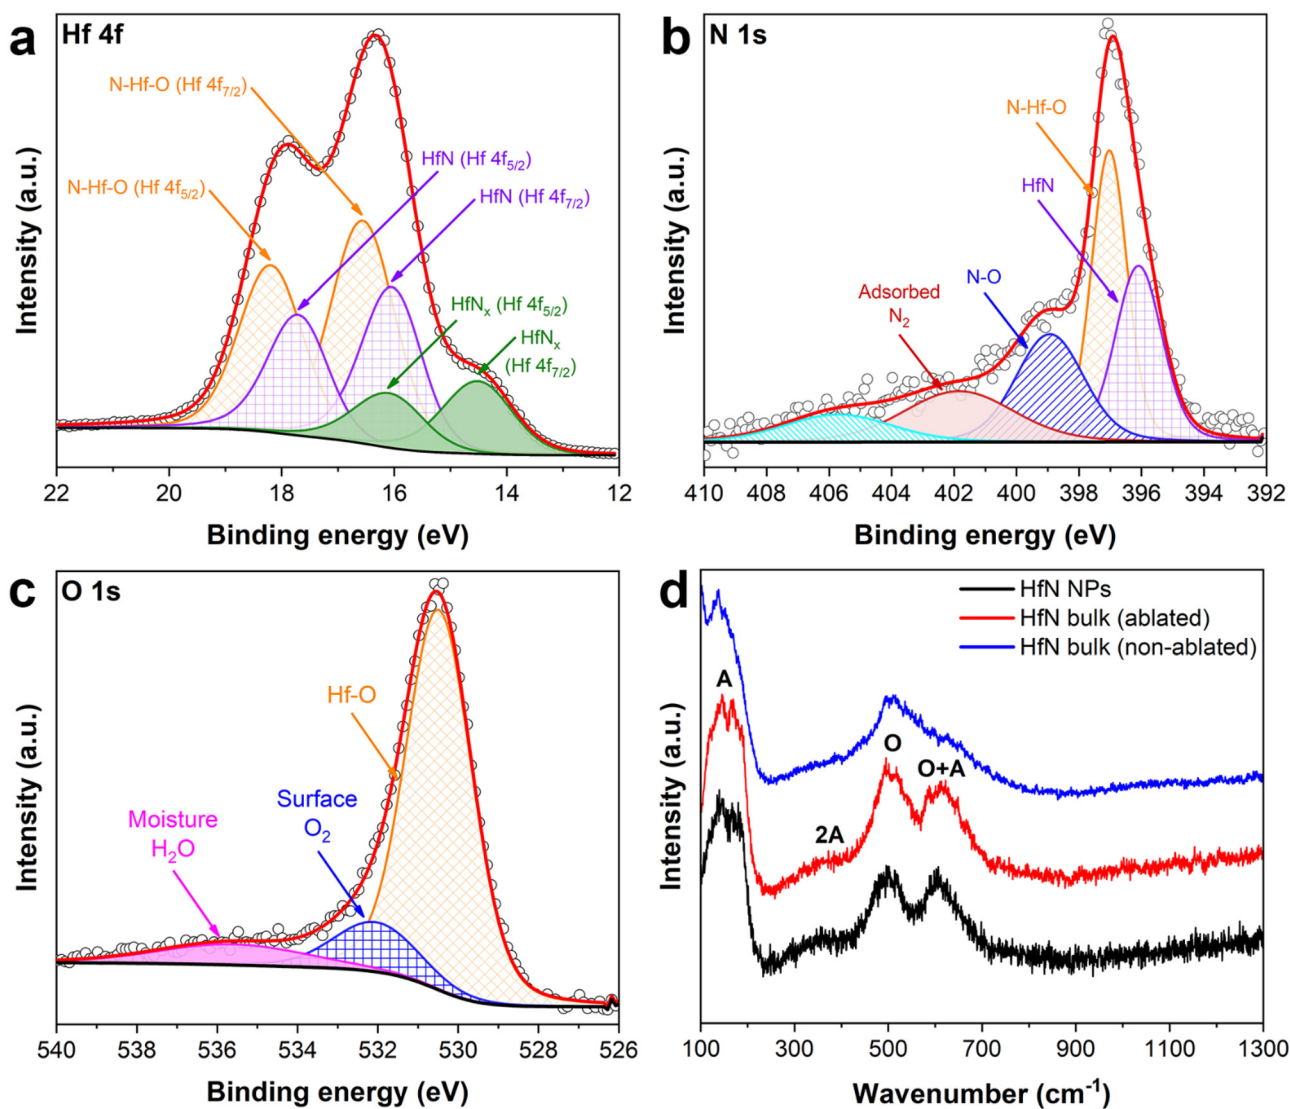 a Hf 4f
N-Hf-O (Hf 4f7/2)
N-Hf-O (Hf 4f5/2)
HfN (Hf 4f5/2)
HfN (Hf 4f7/2)
HfNx (Hf 4f5/2)
HfNx
(Hf 4f7/2)
Intensity (a.u.)
22 20 18 16 14 12
Binding energy (eV)
b N 1s
N-Hf-O
HfN
N-O
Adsorbed
N2
Intensity (a.u.)
410 408 406 404 402 400 398 396 394 392
Binding energy (eV)
c O 1s
Hf-O
Surface
O2
Moisture
H2O
Intensity (a.u.)
540 538 536 534 532 530 528 526
Binding energy (eV)
d
HfN NPs
HfN bulk (ablated)
HfN bulk (non-ablated)
A
O
O+A
2A
Intensity (a.u.)
100 300 500 700 900 1100 1300
Wavenumber (cm-1)